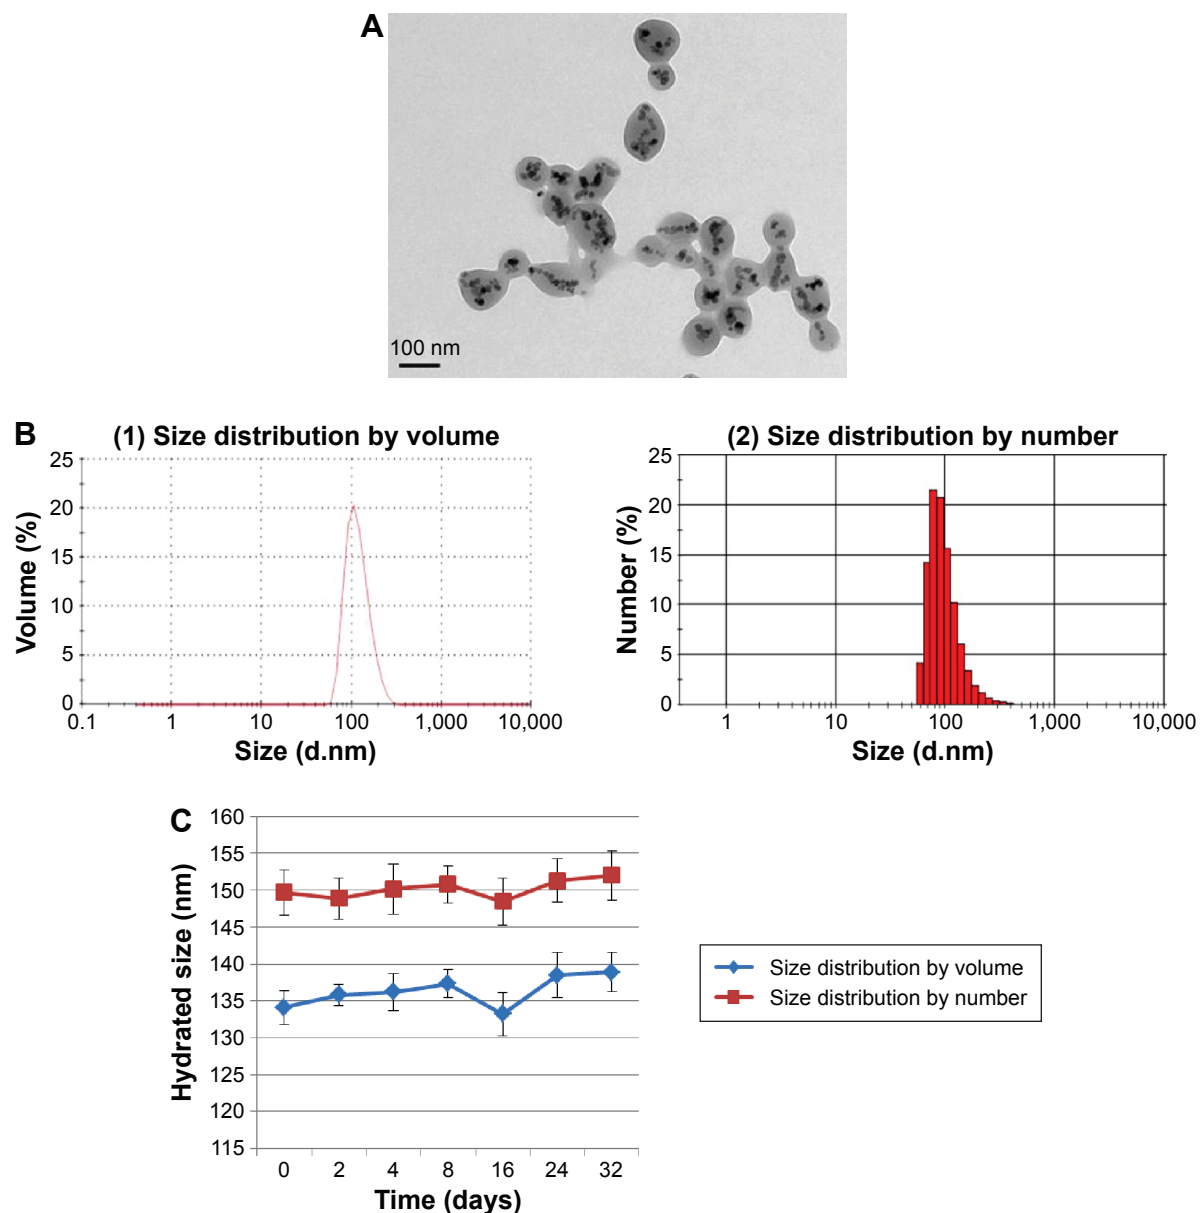 A
100 nm
B
(1) Size distribution by volume
25
20
15
10
5
0
Volume (%)
0.1 1 10 100 1,000 10,000
Size (d.nm)
(2) Size distribution by number
25
20
15
10
5
0
Number (%)
1 10 100 1,000 10,000
Size (d.nm)
C
160
155
150
145
140
135
130
125
120
115
Hydrated size (nm)
0 2 4 8 16 24 32
Time (days)
Size distribution by volume
Size distribution by number